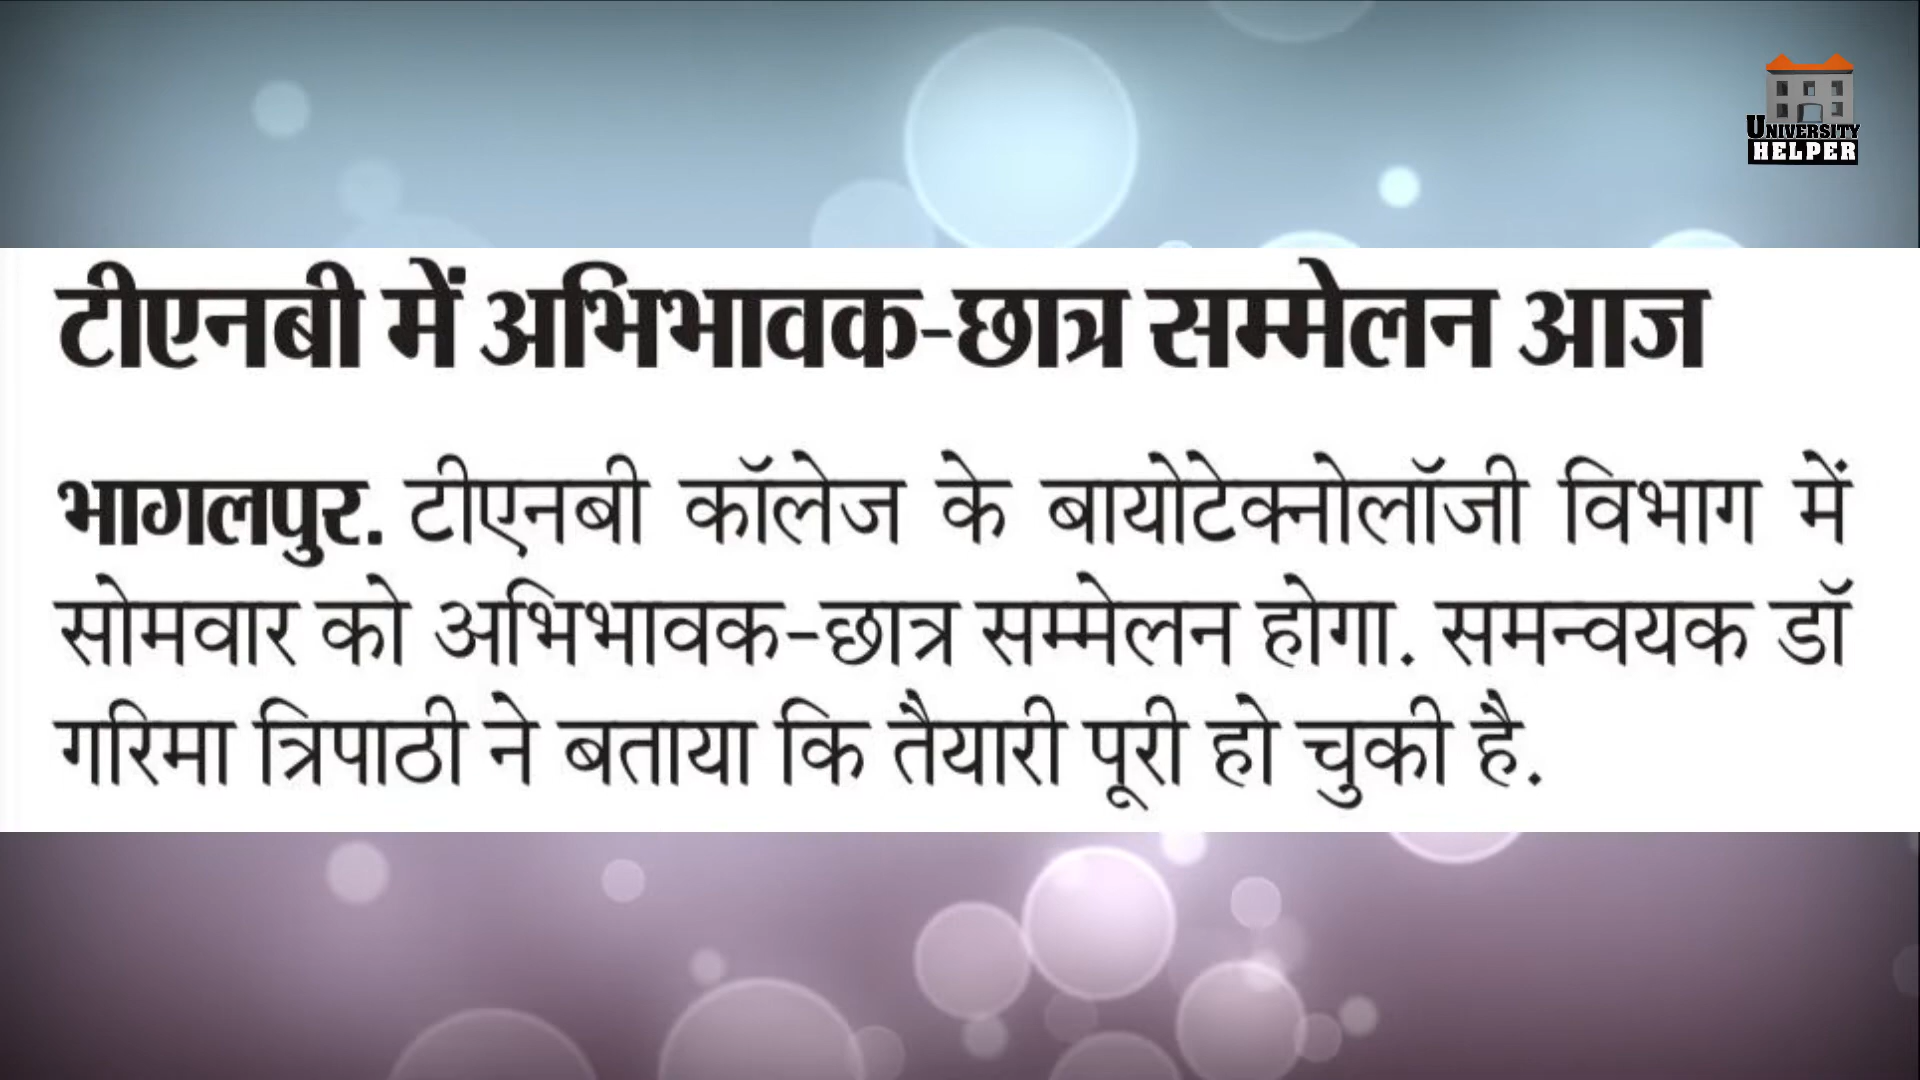 UNIVERSITY
HELPER
टीएनबी में अभिभावक-छात्र सम्मेलन आज
भागलपुर. टीएनबी कॉलेज के बायोटेक्नोलॉजी विभाग में
सोमवार को अभिभावक-छात्र सम्मेलन होगा. समन्वयक डॉ
गरिमा त्रिपाठी ने बताया कि तैयारी पूरी हो चुकी है.